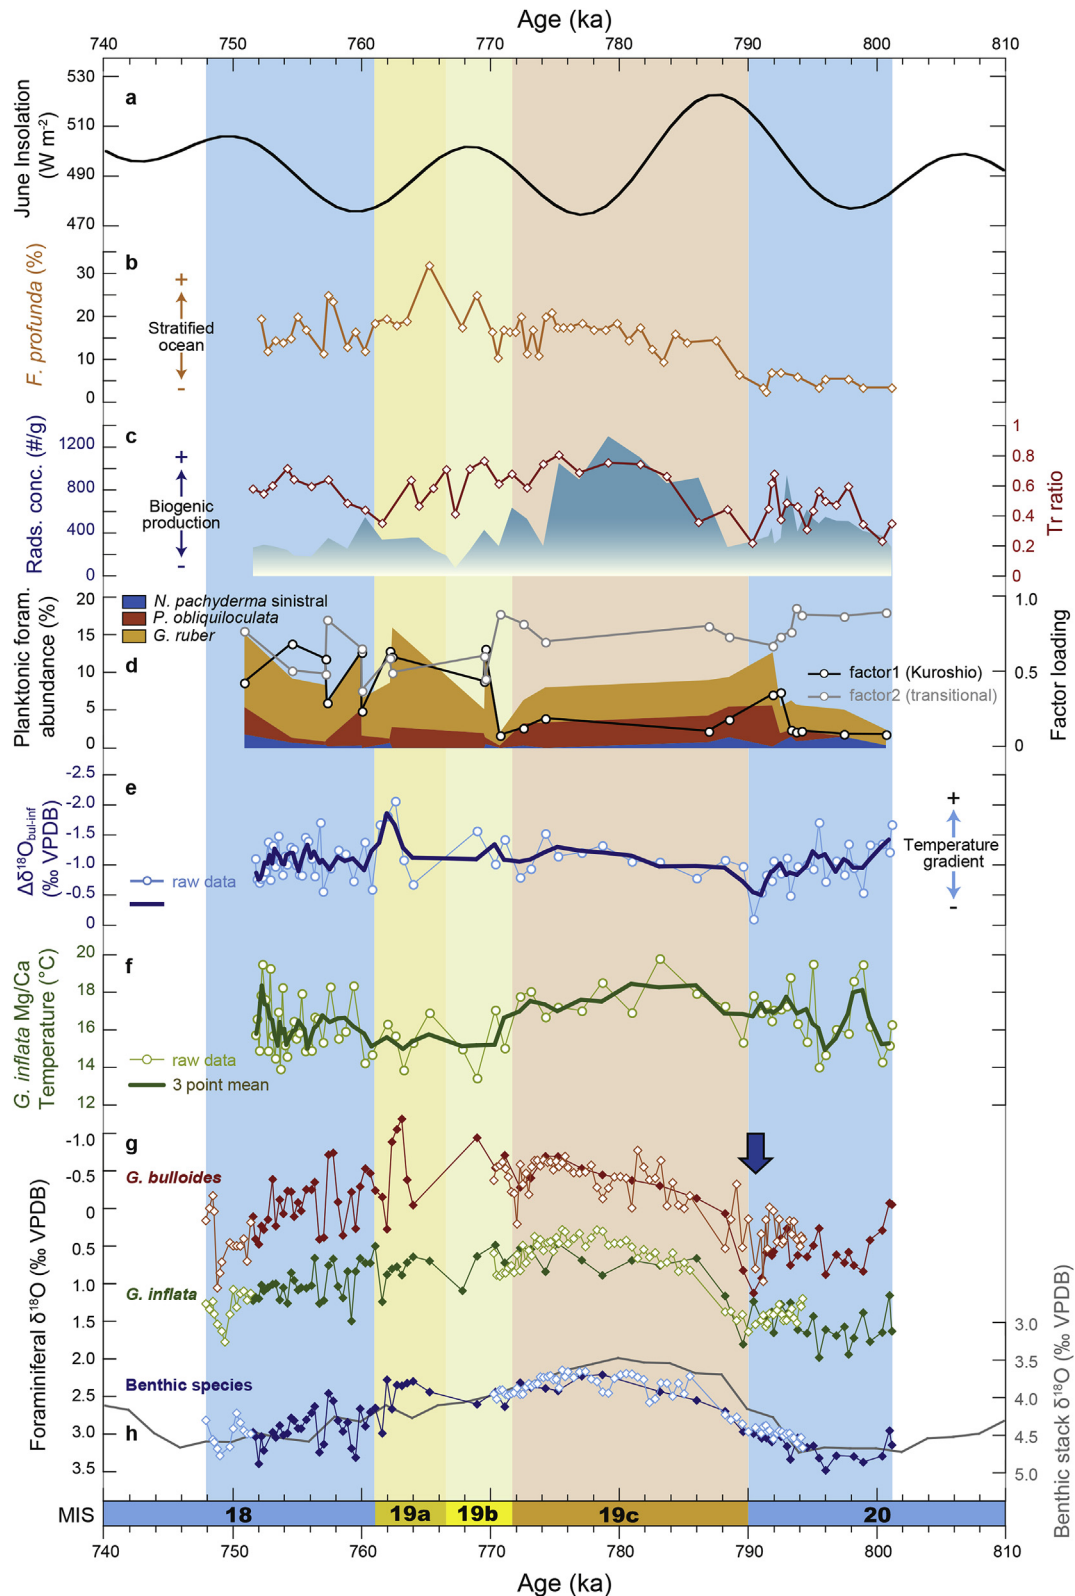 Age (ka)
740 750 760 770 780 790 800 810
a
June Insolation
(W m⁻²)
530
510
490
470
b
F. profunda (%)
30
20
10
0
+
Stratified
ocean
-
c
Rads. conc. (#/g)
1200
800
400
0
+
Biogenic
production
-
1
0.8
0.6
0.4
0.2
0
Tr ratio
N. pachyderma sinistral
P. obliquiloculata
G. ruber
d
Planktonic foram.
abundance (%)
20
15
10
5
0
factor1 (Kuroshio)
factor2 (transitional)
1.0
0.5
0
Factor loading
e
Δδ¹⁸Obul-inf
(‰ VPDB)
-2.5
-2.0
-1.5
-1.0
-0.5
0
raw data
+
Temperature
gradient
-
f
G. inflata Mg/Ca
Temperature (°C)
20
18
16
14
12
raw data
3 point mean
g
G. bulloides
G. inflata
Benthic species
h
Foraminiferal δ¹⁸O (‰ VPDB)
-1.0
-0.5
0
0.5
1.0
1.5
2.0
2.5
3.0
3.5
3.0
3.5
4.0
4.5
5.0
Benthic stack δ¹⁸O (‰ VPDB)
MIS 18 19a 19b 19c 20
740 750 760 770 780 790 800 810
Age (ka)